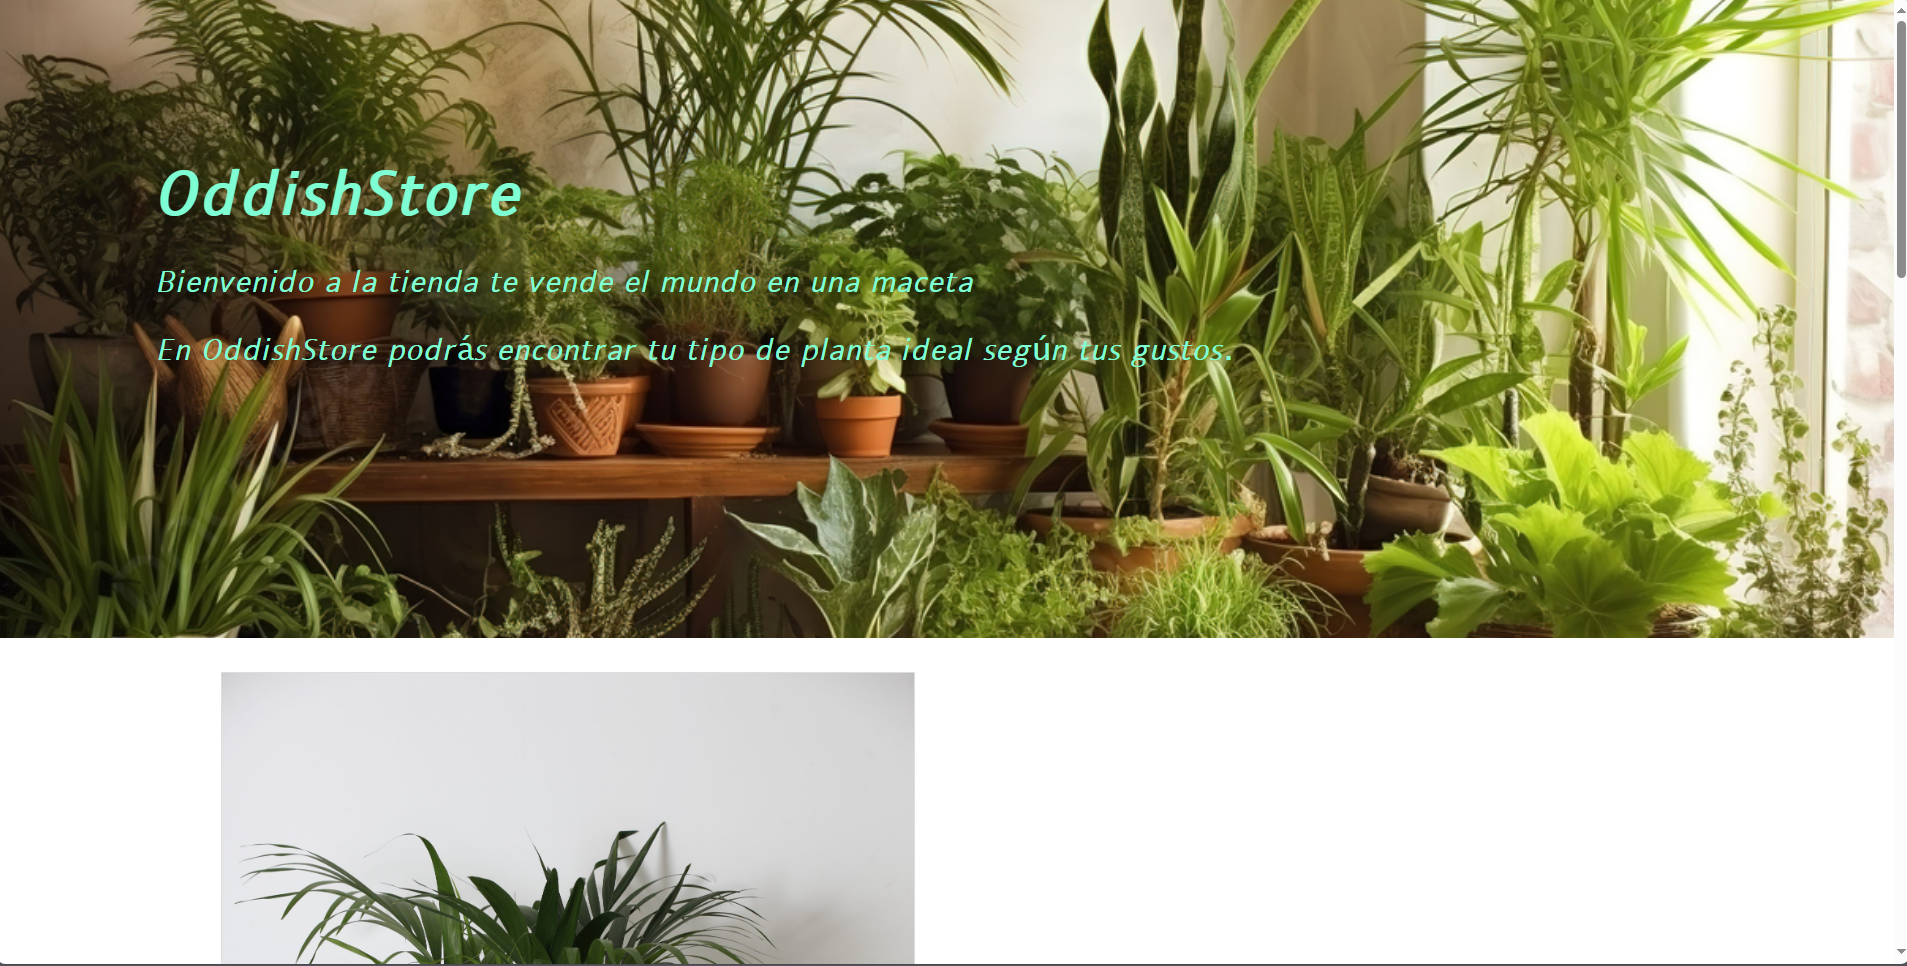 OddishStore
Bienvenido a la tienda te vende el mundo en una maceta
En OddishStore podrás encontrar tu tipo de planta ideal según tus gustos.